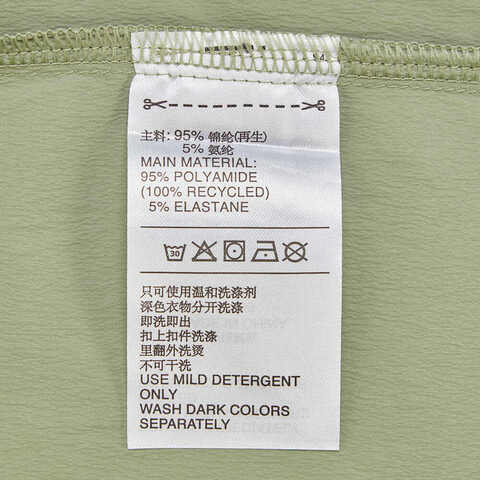 主料: 95% 锦纶(再生)
5% 氨纶
MAIN MATERIAL:
95% POLYAMIDE
(100% RECYCLED)
5% ELASTANE
30
只可使用温和洗涤剂
深色衣物分开洗涤
即洗即出
扣上扣件洗涤
里翻外洗烫
不可干洗
USE MILD DETERGENT
ONLY
WASH DARK COLORS
SEPARATELY